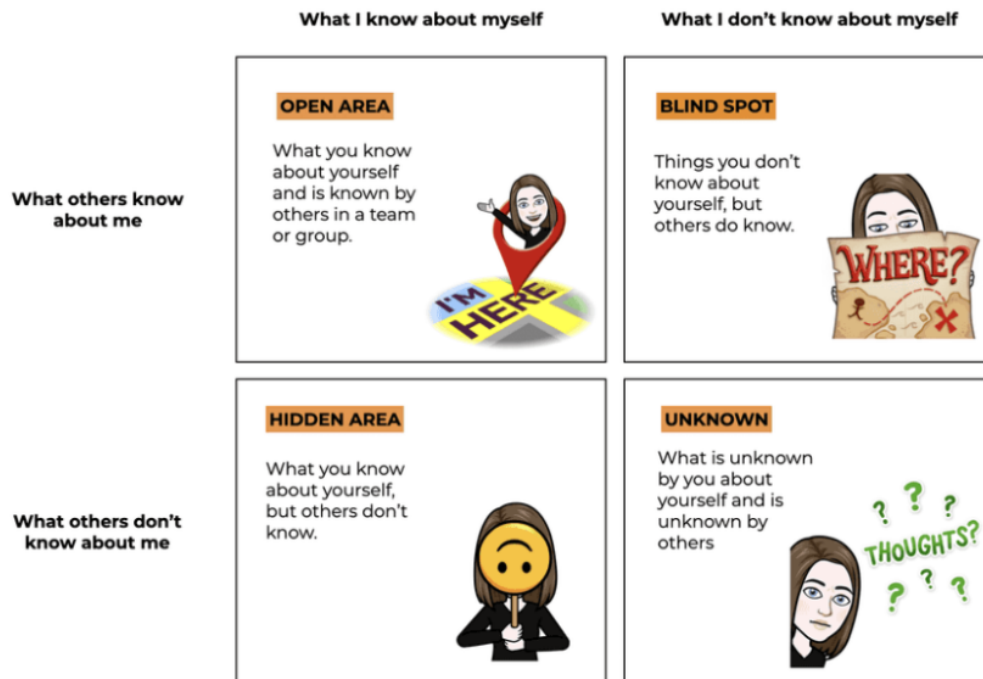 What I know about myself
What I don't know about myself
What others know
about me
OPEN AREA
What you know
about yourself
and is known by
others in a team
or group.
I'M
HERE
BLIND SPOT
Things you don't
know about
yourself, but
others do know.
WHERE?
What others don't
know about me
HIDDEN AREA
What you know
about yourself,
but others don't
know.
UNKNOWN
What is unknown
by you about
yourself and is
unknown by
others
? ? ?
THOUGHTS?
? ? ?